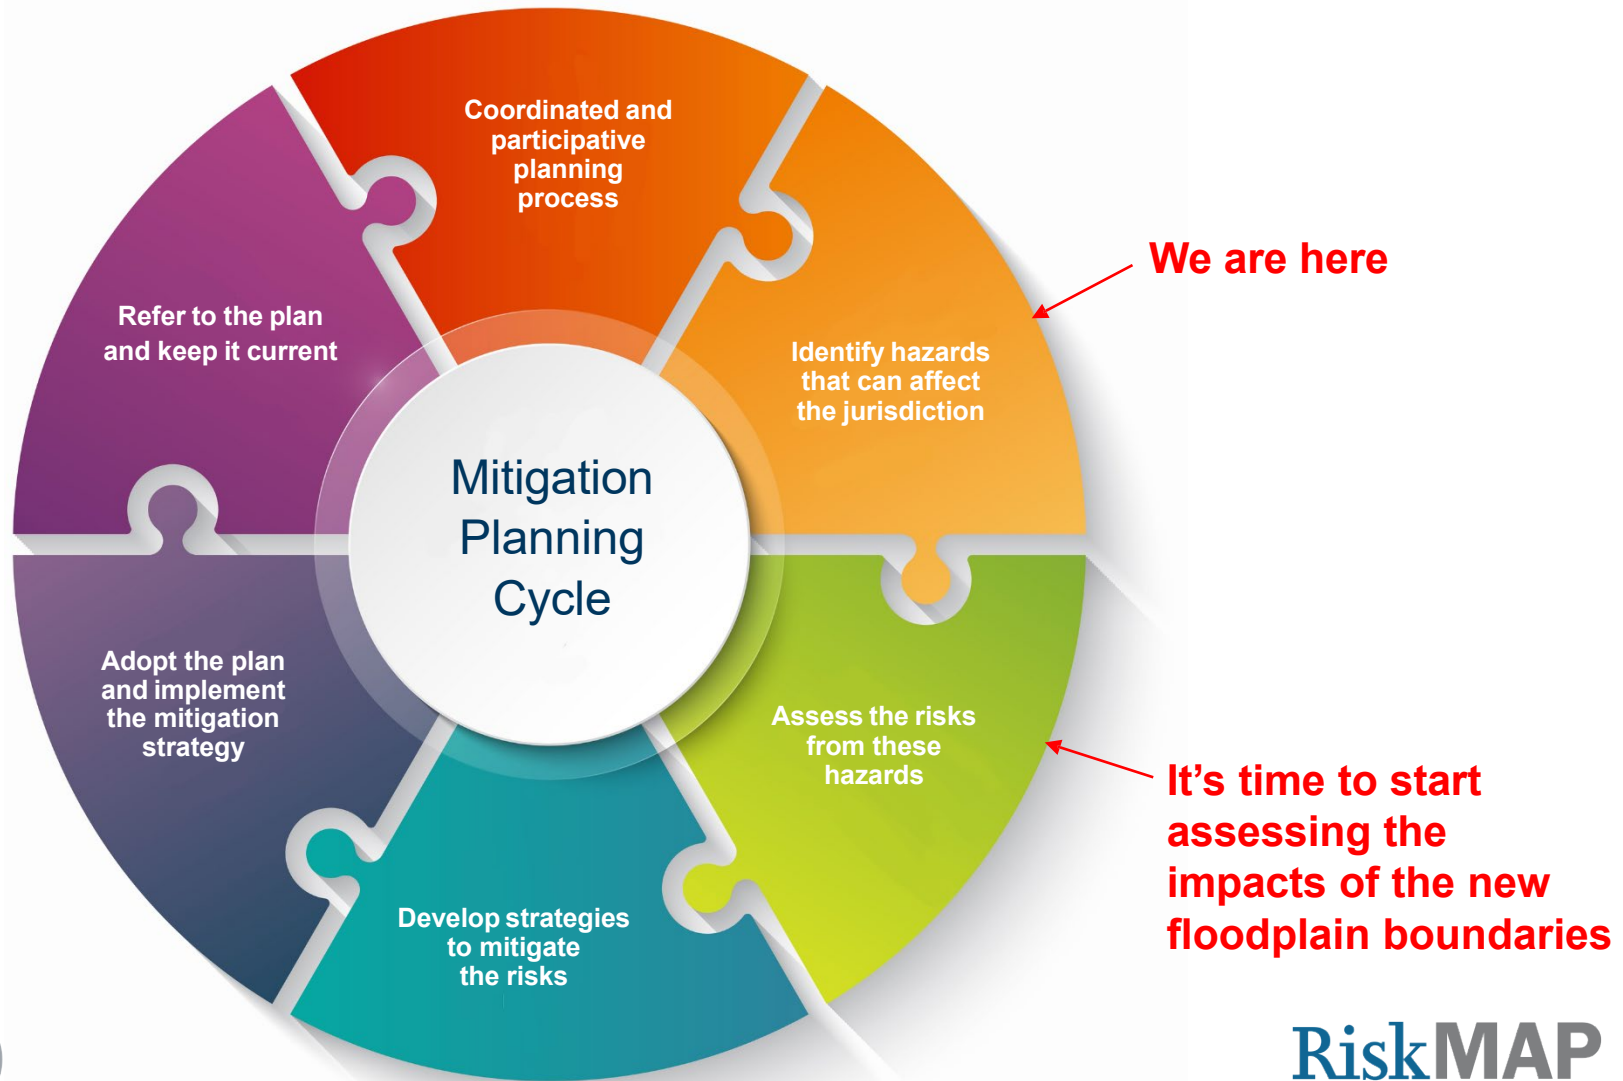 Coordinated and
participative
planning
process
We are here
Identify hazards
that can affect
the jurisdiction
Refer to the plan
and keep it current
Mitigation
Planning
Cycle
Adopt the plan
and implement
the mitigation
strategy
Assess the risks
from these
hazards
It’s time to start
assessing the
impacts of the new
floodplain boundaries
Develop strategies
to mitigate
the risks
RiskMAP